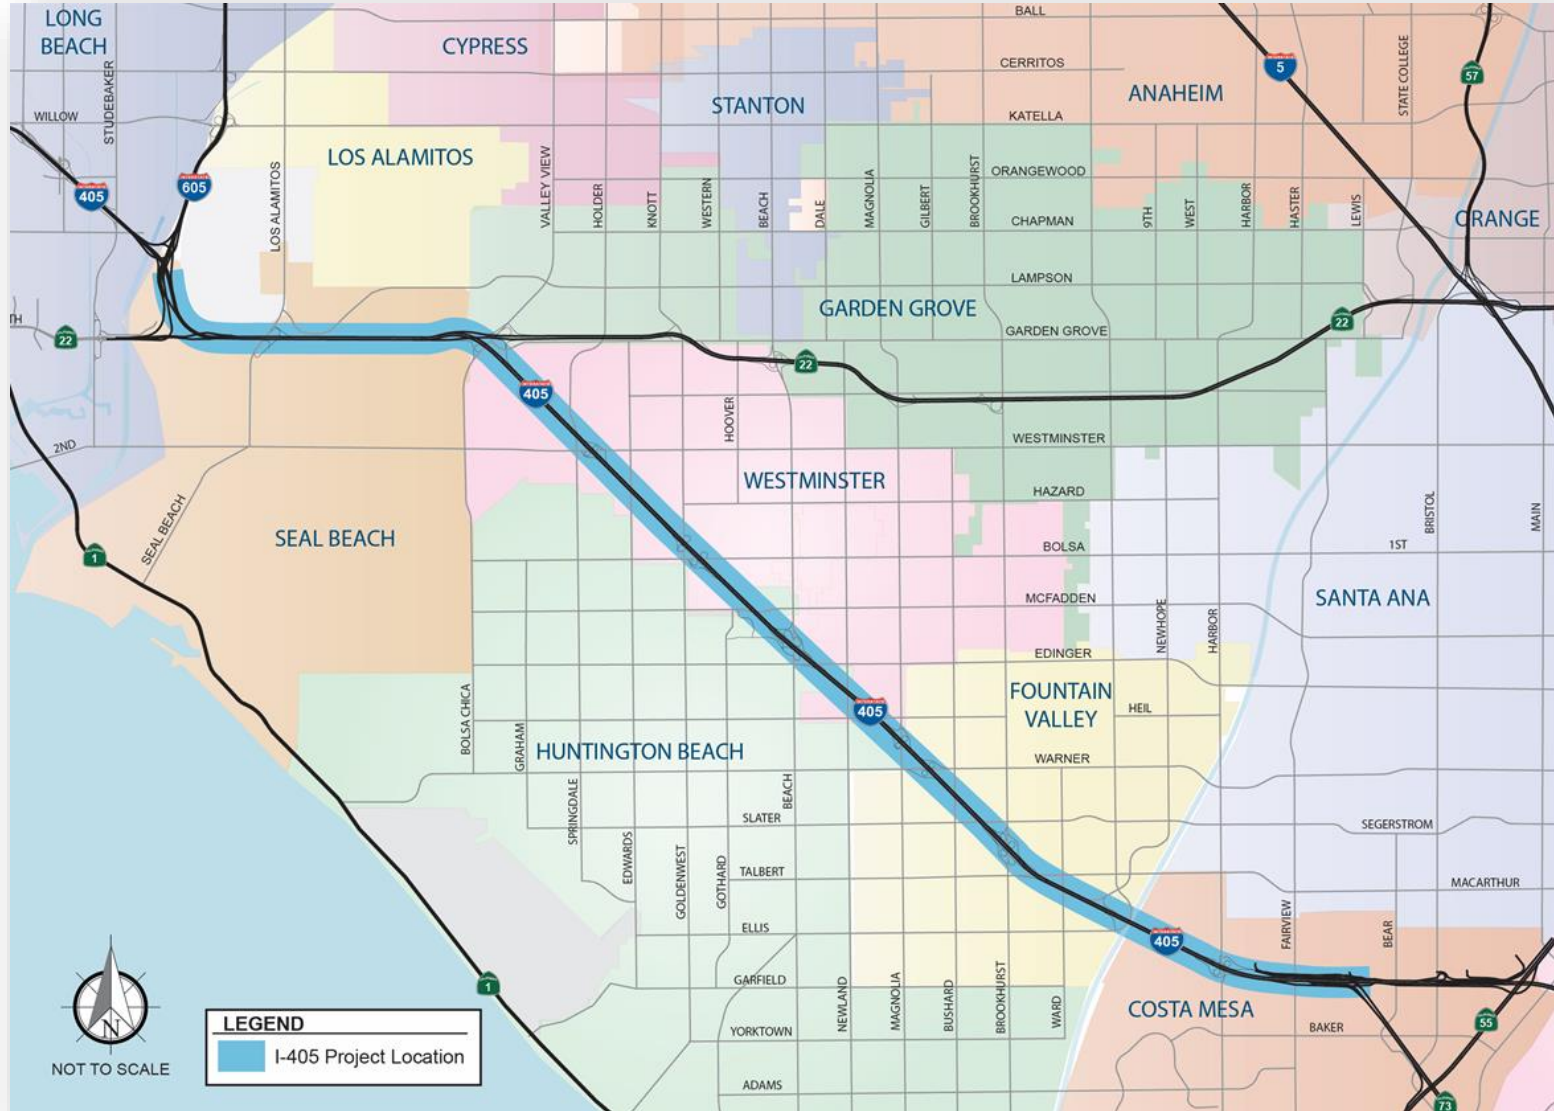 LONG
BEACH
CYPRESS
BALL
CERRITOS
STATE COLLEGE
5
57
ANAHEIM
STANTON
KATELLA
WILLOW
STUDEBAKER
LOS ALAMITOS
405
605
LOS ALAMITOS
VALLEY VIEW
HOLDER
KNOTT
WESTERN
BEACH
DALE
MAGNOLIA
GILBERT
BROOKHURST
ORANGEWOOD
CHAPMAN
9TH
WEST
HARBOR
HASTER
LEWIS
ORANGE
LAMPSON
GARDEN GROVE
GARDEN GROVE
22
TH
22
22
405
HOOVER
WESTMINSTER
2ND
WESTMINSTER
HAZARD
SEAL BEACH
SEAL BEACH
1
BOLSA
1ST
BRISTOL
MAIN
MCFADDEN
SANTA ANA
NEWHOPE
HARBOR
EDINGER
FOUNTAIN
VALLEY
HEIL
405
BOLSA CHICA
GRAHAM
HUNTINGTON BEACH
WARNER
SPRINGDALE
EDWARDS
GOLDENWEST
GOTHARD
BEACH
SLATER
SEGERSTROM
TALBERT
MACARTHUR
ELLIS
FAIRVIEW
BEAR
405
GARFIELD
NEWLAND
MAGNOLIA
BUSHARD
BROOKHURST
WARD
1
COSTA MESA
YORKTOWN
BAKER
55
ADAMS
73
N
NOT TO SCALE
LEGEND
I-405 Project Location